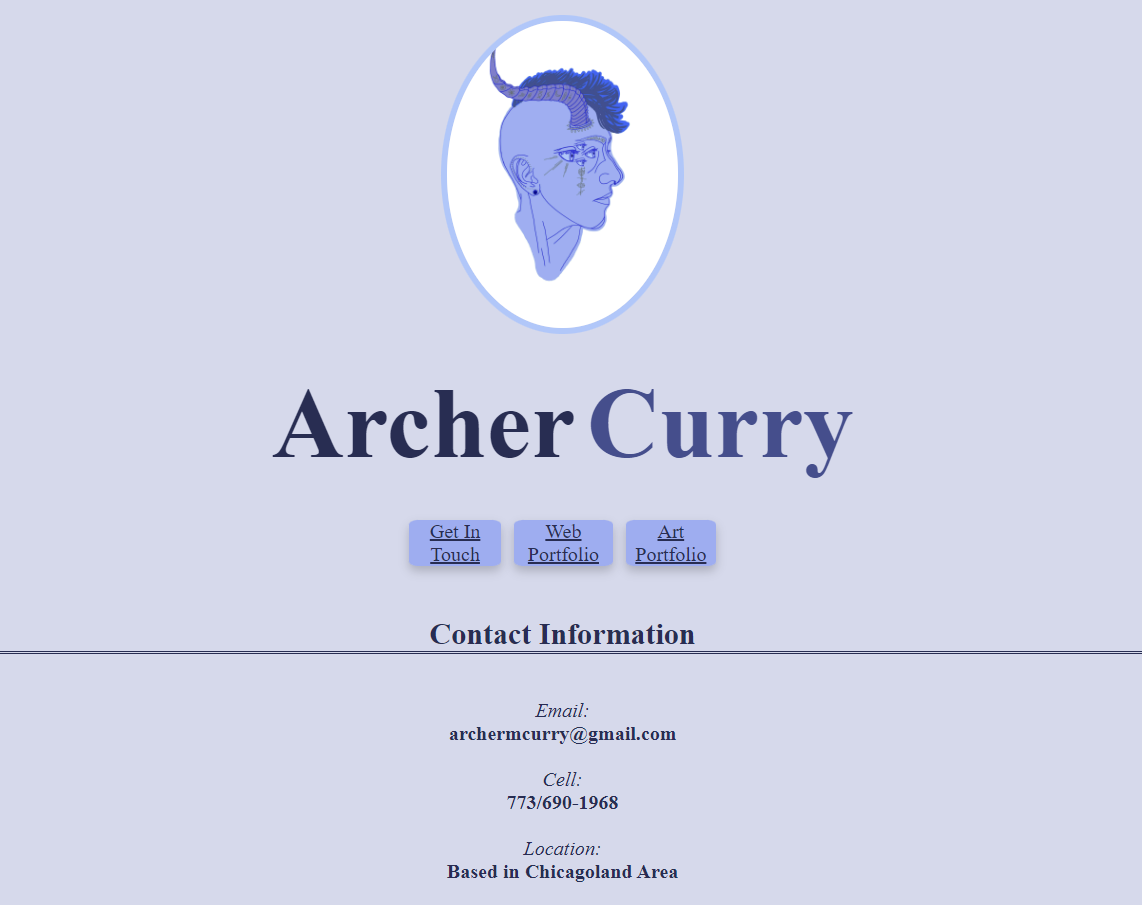 Archer Curry
Get In
Touch
Web
Portfolio
Art
Portfolio
Contact Information
Email:
archermcurry@gmail.com
Cell:
773/690-1968
Location:
Based in Chicagoland Area